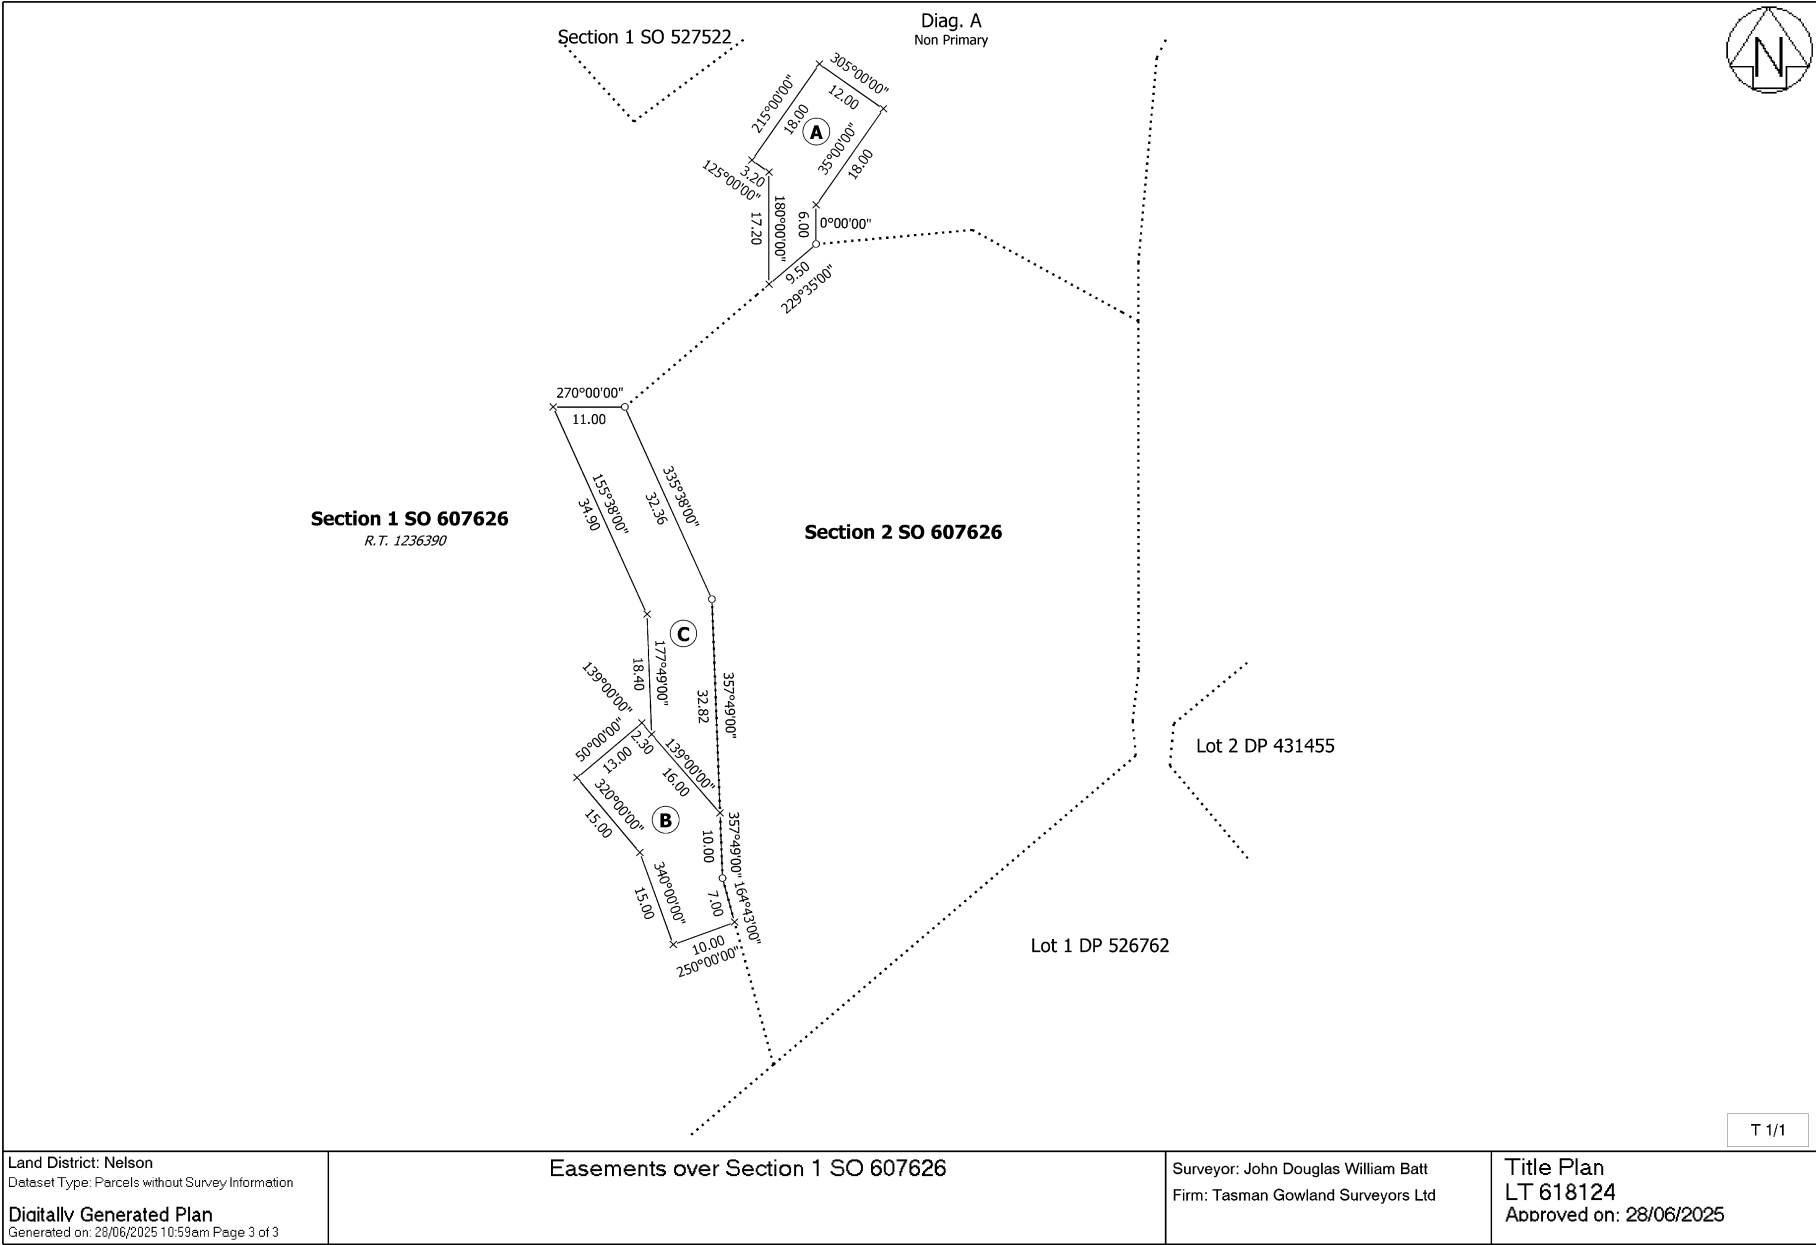 Diag. A
Non Primary
Section 1 SO 527522
N
305°00'00"
12.00
215°00'00"
18.00
A
35°00'00"
18.00
125°00'00"
3.20
180°00'00"
17.20
6.00
0°00'00"
9.50
229°35'00"
270°00'00"
11.00
155°38'00"
34.90
335°38'00"
32.36
Section 1 SO 607626
R.T. 1236390
Section 2 SO 607626
C
177°49'00"
18.40
357°49'00"
32.82
139°00'00"
2.30
50°00'00"
13.00
139°00'00"
16.00
320°00'00"
15.00
B
357°49'00"
10.00
340°00'00"
15.00
164°43'00"
7.00
10.00
250°00'00"
Lot 2 DP 431455
Lot 1 DP 526762
T 1/1
Land District: Nelson
Dataset Type: Parcels without Survey Information
Digitally Generated Plan
Generated on: 28/06/2025 10:59am Page 3 of 3
Easements over Section 1 SO 607626
Surveyor: John Douglas William Batt
Firm: Tasman Gowland Surveyors Ltd
Title Plan
LT 618124
Approved on: 28/06/2025